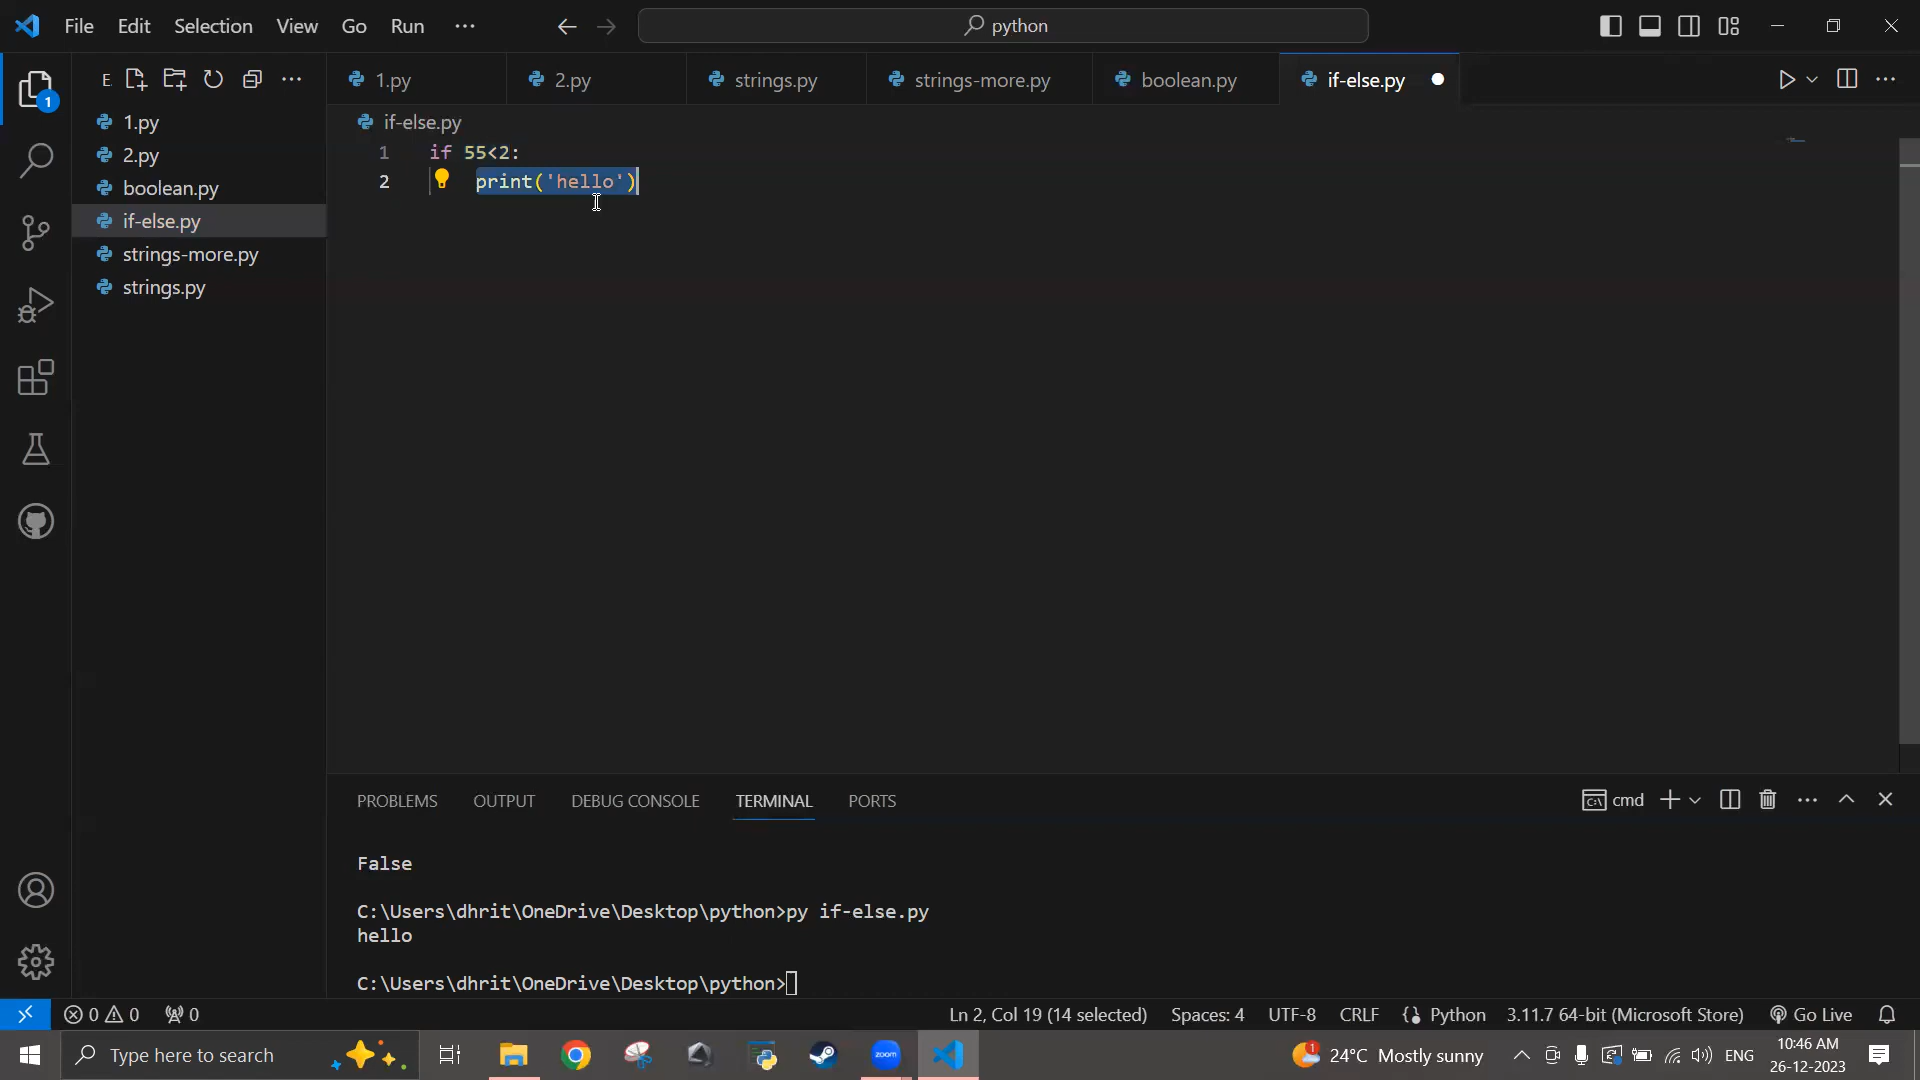 File Edit Selection View Go Run ··· python
E 1.py 2.py strings.py strings-more.py boolean.py if-else.py
1
1.py
2.py
boolean.py
if-else.py
strings-more.py
strings.py
if-else.py
1 if 55<2:
2 print('hello')
PROBLEMS OUTPUT DEBUG CONSOLE TERMINAL PORTS cmd
False
C:\Users\dhrit\OneDrive\Desktop\python>py if-else.py
hello
C:\Users\dhrit\OneDrive\Desktop\python>
0 0 0 Ln 2, Col 19 (14 selected) Spaces: 4 UTF-8 CRLF Python 3.11.7 64-bit (Microsoft Store) Go Live
Type here to search zoom 1 24°C Mostly sunny ENG 10:46 AM
26-12-2023